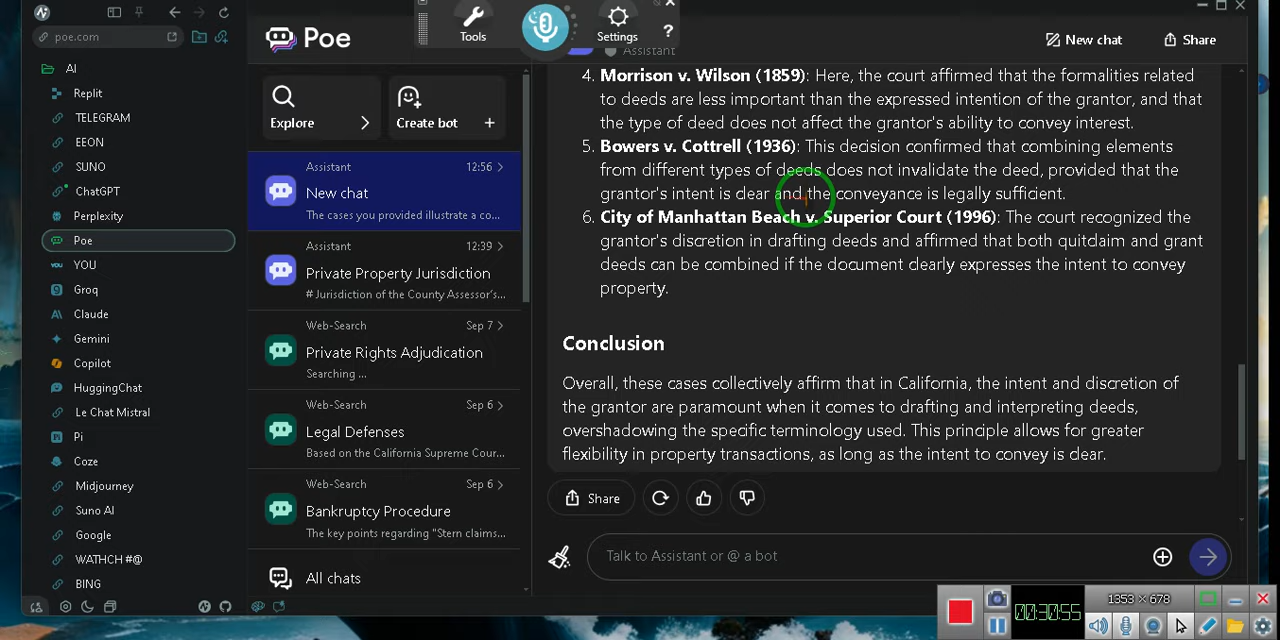 poe.com
AI
Replit
TELEGRAM
EEON
SUNO
ChatGPT
Perplexity
Poe
YOU
Groq
Claude
Gemini
Copilot
HuggingChat
Le Chat Mistral
Pi
Coze
Midjourney
Suno AI
Google
WATHCH #@
BING
Poe
Tools
Settings
?
Assistant
New chat
Share
Explore
Create bot
Assistant 12:56
New chat
The cases you provided illustrate a co...
Assistant 12:39
Private Property Jurisdiction
# Jurisdiction of the County Assessor's...
Web-Search Sep 7
Private Rights Adjudication
Searching ...
Web-Search Sep 6
Legal Defenses
Based on the California Supreme Cour...
Web-Search Sep 6
Bankruptcy Procedure
The key points regarding "Stern claims...
All chats
4. Morrison v. Wilson (1859): Here, the court affirmed that the formalities related
to deeds are less important than the expressed intention of the grantor, and that
the type of deed does not affect the grantor's ability to convey interest.
5. Bowers v. Cottrell (1936): This decision confirmed that combining elements
from different types of deeds does not invalidate the deed, provided that the
grantor's intent is clear and the conveyance is legally sufficient.
6. City of Manhattan Beach v. Superior Court (1996): The court recognized the
grantor's discretion in drafting deeds and affirmed that both quitclaim and grant
deeds can be combined if the document clearly expresses the intent to convey
property.
Conclusion
Overall, these cases collectively affirm that in California, the intent and discretion of
the grantor are paramount when it comes to drafting and interpreting deeds,
overshadowing the specific terminology used. This principle allows for greater
flexibility in property transactions, as long as the intent to convey is clear.
Share
Talk to Assistant or @ a bot
00:30:55
1353 × 678